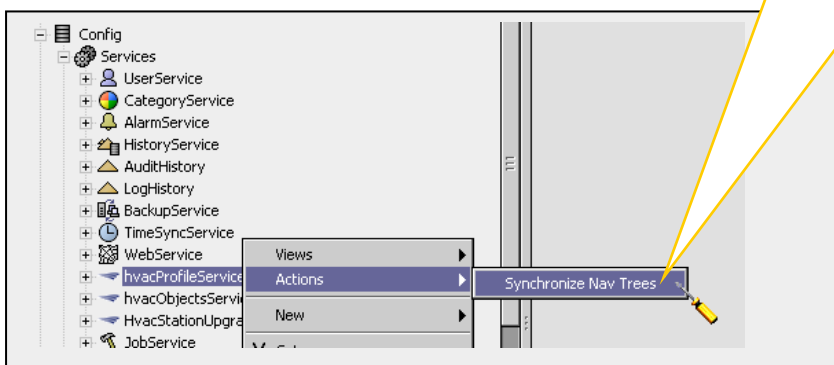 Config
Services
UserService
CategoryService
AlarmService
HistoryService
AuditHistory
LogHistory
BackupService
TimeSyncService
WebService
hvacProfileService
hvacObjectsServi
HvacStationUpgra
JobService
Views
Actions
New
Synchronize Nav Trees